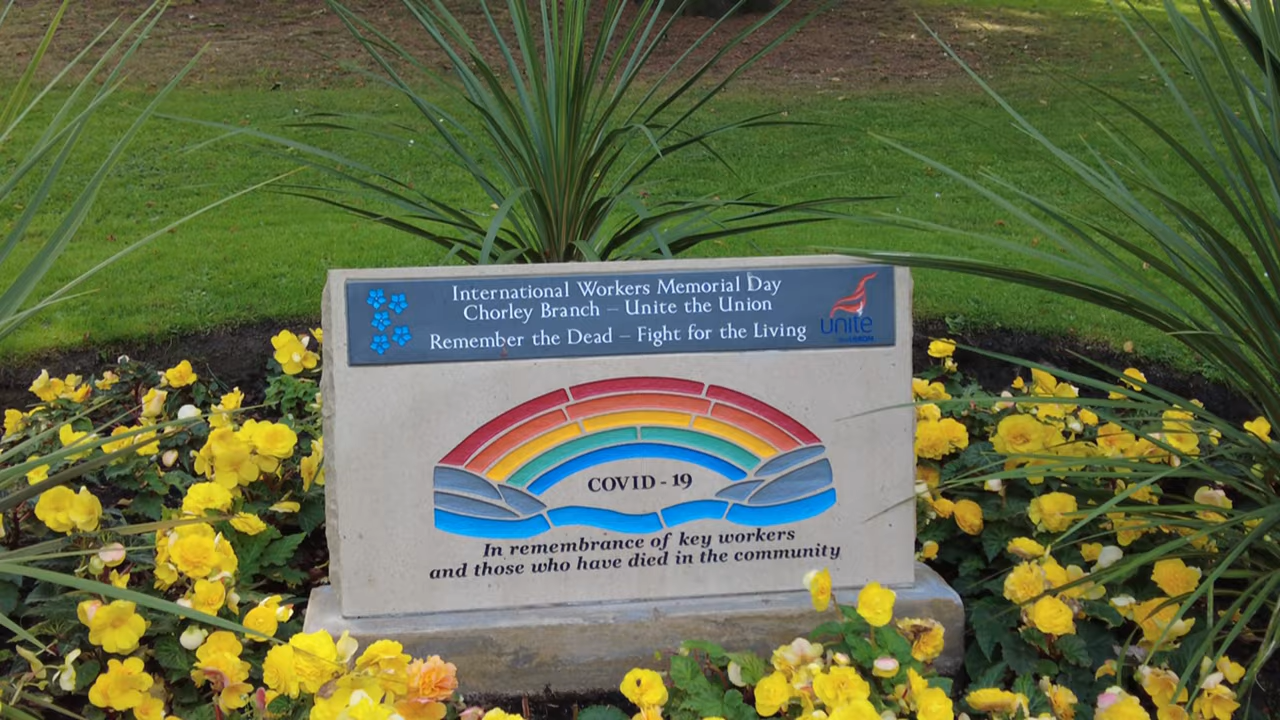 International Workers Memorial Day
Chorley Branch – Unite the Union
Remember the Dead – Fight for the Living
unite
COVID - 19
In remembrance of key workers
and those who have died in the community